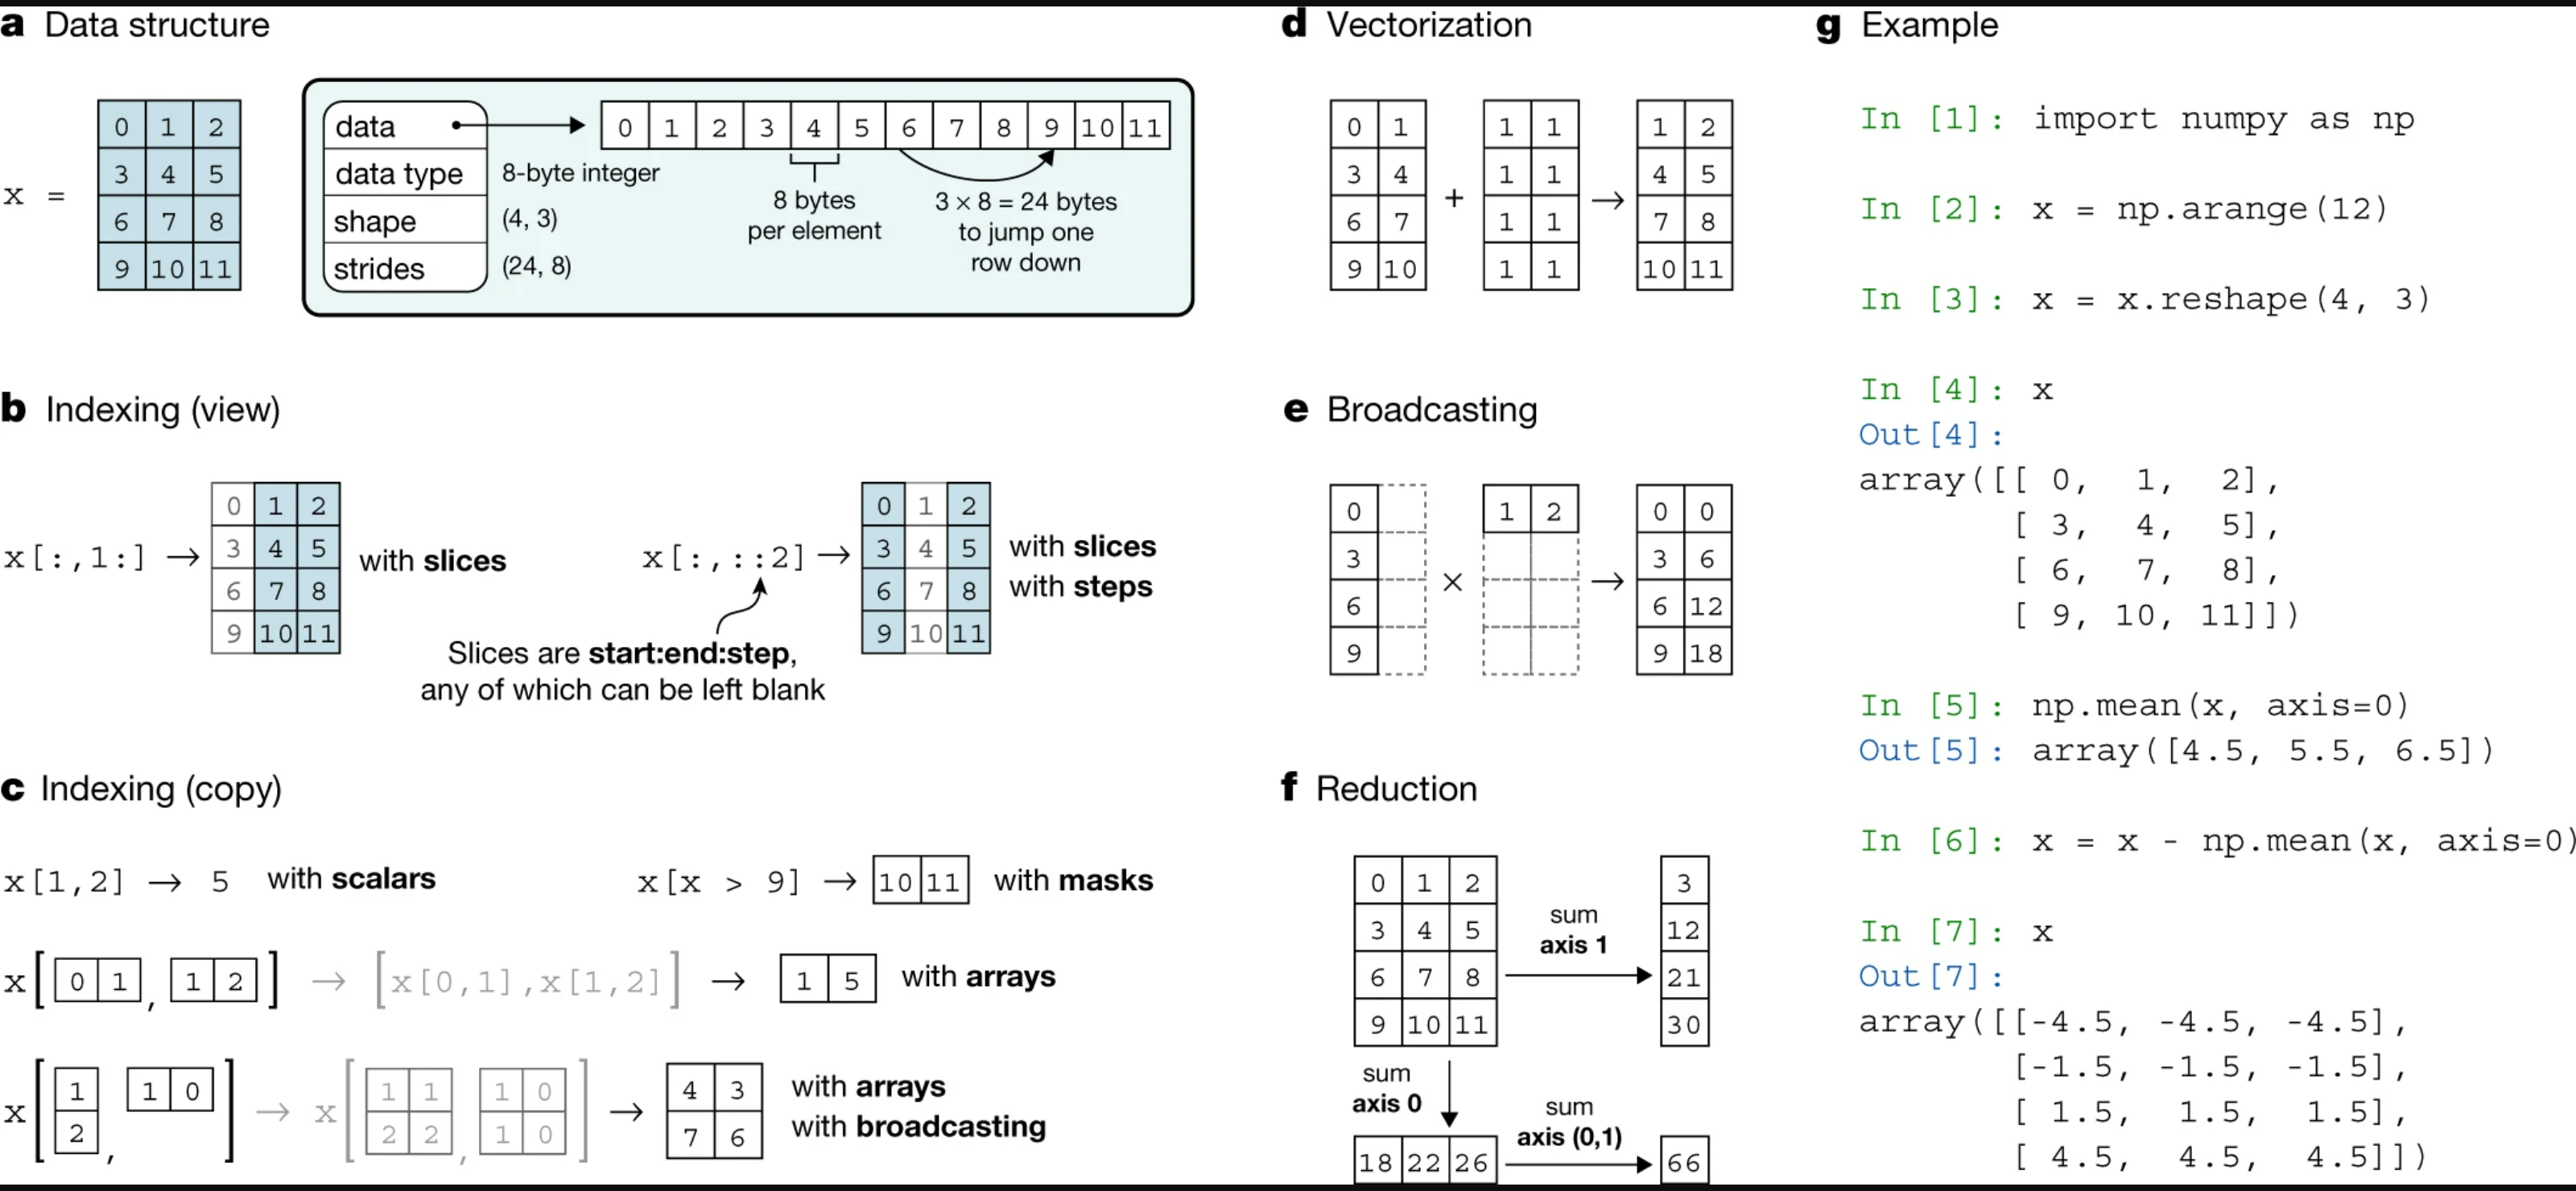 a Data structure
x =
0 1 2
3 4 5
6 7 8
9 10 11
data
data type
shape
strides
8-byte integer
(4, 3)
(24, 8)
0 1 2 3 4 5 6 7 8 9 10 11
8 bytes
per element
3 × 8 = 24 bytes
to jump one
row down
b Indexing (view)
x[:,1:] →
0 1 2
3 4 5
6 7 8
9 10 11
with slices
x[:,::2] →
0 1 2
3 4 5
6 7 8
9 10 11
with slices
with steps
Slices are start:end:step,
any of which can be left blank
c Indexing (copy)
x[1,2] → 5 with scalars
x[x > 9] → 10 11 with masks
x[ 0 1 , 1 2 ] → [x[0,1],x[1,2]] → 1 5 with arrays
x[
1
2
,
1 0
]
→ x[
1 1
2 2
,
1 0
1 0
]
→
4 3
7 6
with arrays
with broadcasting
d Vectorization
0 1
3 4
6 7
9 10
+
1 1
1 1
1 1
1 1
→
1 2
4 5
7 8
10 11
e Broadcasting
0
3
6
9
×
1 2
→
0 0
3 6
6 12
9 18
f Reduction
0 1 2
3 4 5
6 7 8
9 10 11
sum
axis 1
3
12
21
30
sum
axis 0
18 22 26
sum
axis (0,1)
66
g Example
In [1]: import numpy as np
In [2]: x = np.arange(12)
In [3]: x = x.reshape(4, 3)
In [4]: x
Out[4]:
array([[ 0, 1, 2],
[ 3, 4, 5],
[ 6, 7, 8],
[ 9, 10, 11]])
In [5]: np.mean(x, axis=0)
Out[5]: array([4.5, 5.5, 6.5])
In [6]: x = x - np.mean(x, axis=0)
In [7]: x
Out[7]:
array([[-4.5, -4.5, -4.5],
[-1.5, -1.5, -1.5],
[ 1.5, 1.5, 1.5],
[ 4.5, 4.5, 4.5]])